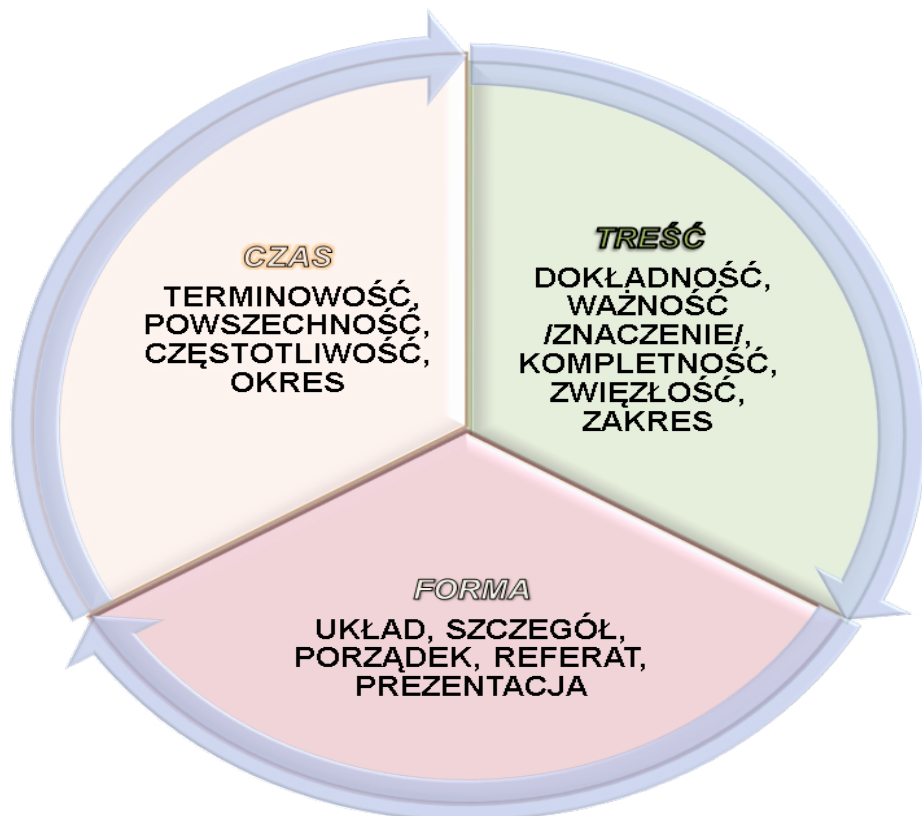 CZAS
TERMINOWOŚĆ,
POWSZECHNOŚĆ,
CZĘSTOTLIWOŚĆ,
OKRES
TREŚĆ
DOKŁADNOŚĆ,
WAŻNOŚĆ
/ZNACZENIE/,
KOMPLETNOŚĆ,
ZWIĘZŁOŚĆ,
ZAKRES
FORMA
UKŁAD, SZCZEGÓŁ,
PORZĄDEK, REFERAT,
PREZENTACJA